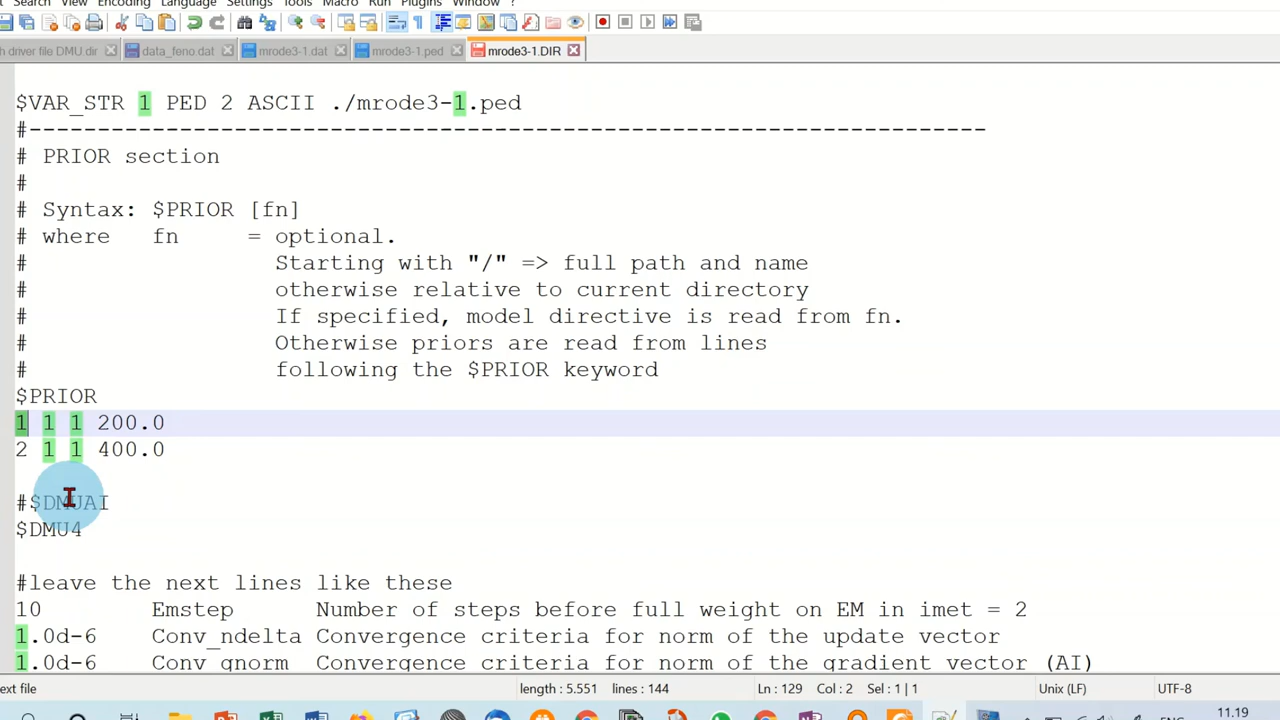 Search Encoding Language Settings Tools Macro Run Plugins Window ?
h driver file DMU.dir data_feno.dat mrode3-1.dat mrode3-1.ped mrode3-1.DIR
$VAR_STR 1 PED 2 ASCII ./mrode3-1.ped
#----------------------------------------------------------------------
# PRIOR section
#
# Syntax: $PRIOR [fn]
# where fn = optional.
# Starting with "/" => full path and name
# otherwise relative to current directory
# If specified, model directive is read from fn.
# Otherwise priors are read from lines
# following the $PRIOR keyword
$PRIOR
1 1 1 200.0
2 1 1 400.0
#$DMUAI
$DMU4
#leave the next lines like these
10 Emstep Number of steps before full weight on EM in imet = 2
1.0d-6 Conv_ndelta Convergence criteria for norm of the update vector
1.0d-6 Conv_gnorm Convergence criteria for norm of the gradient vector (AI)
ext file length : 5.551 lines : 144 Ln : 129 Col : 2 Sel : 1 | 1 Unix (LF) UTF-8
11.19